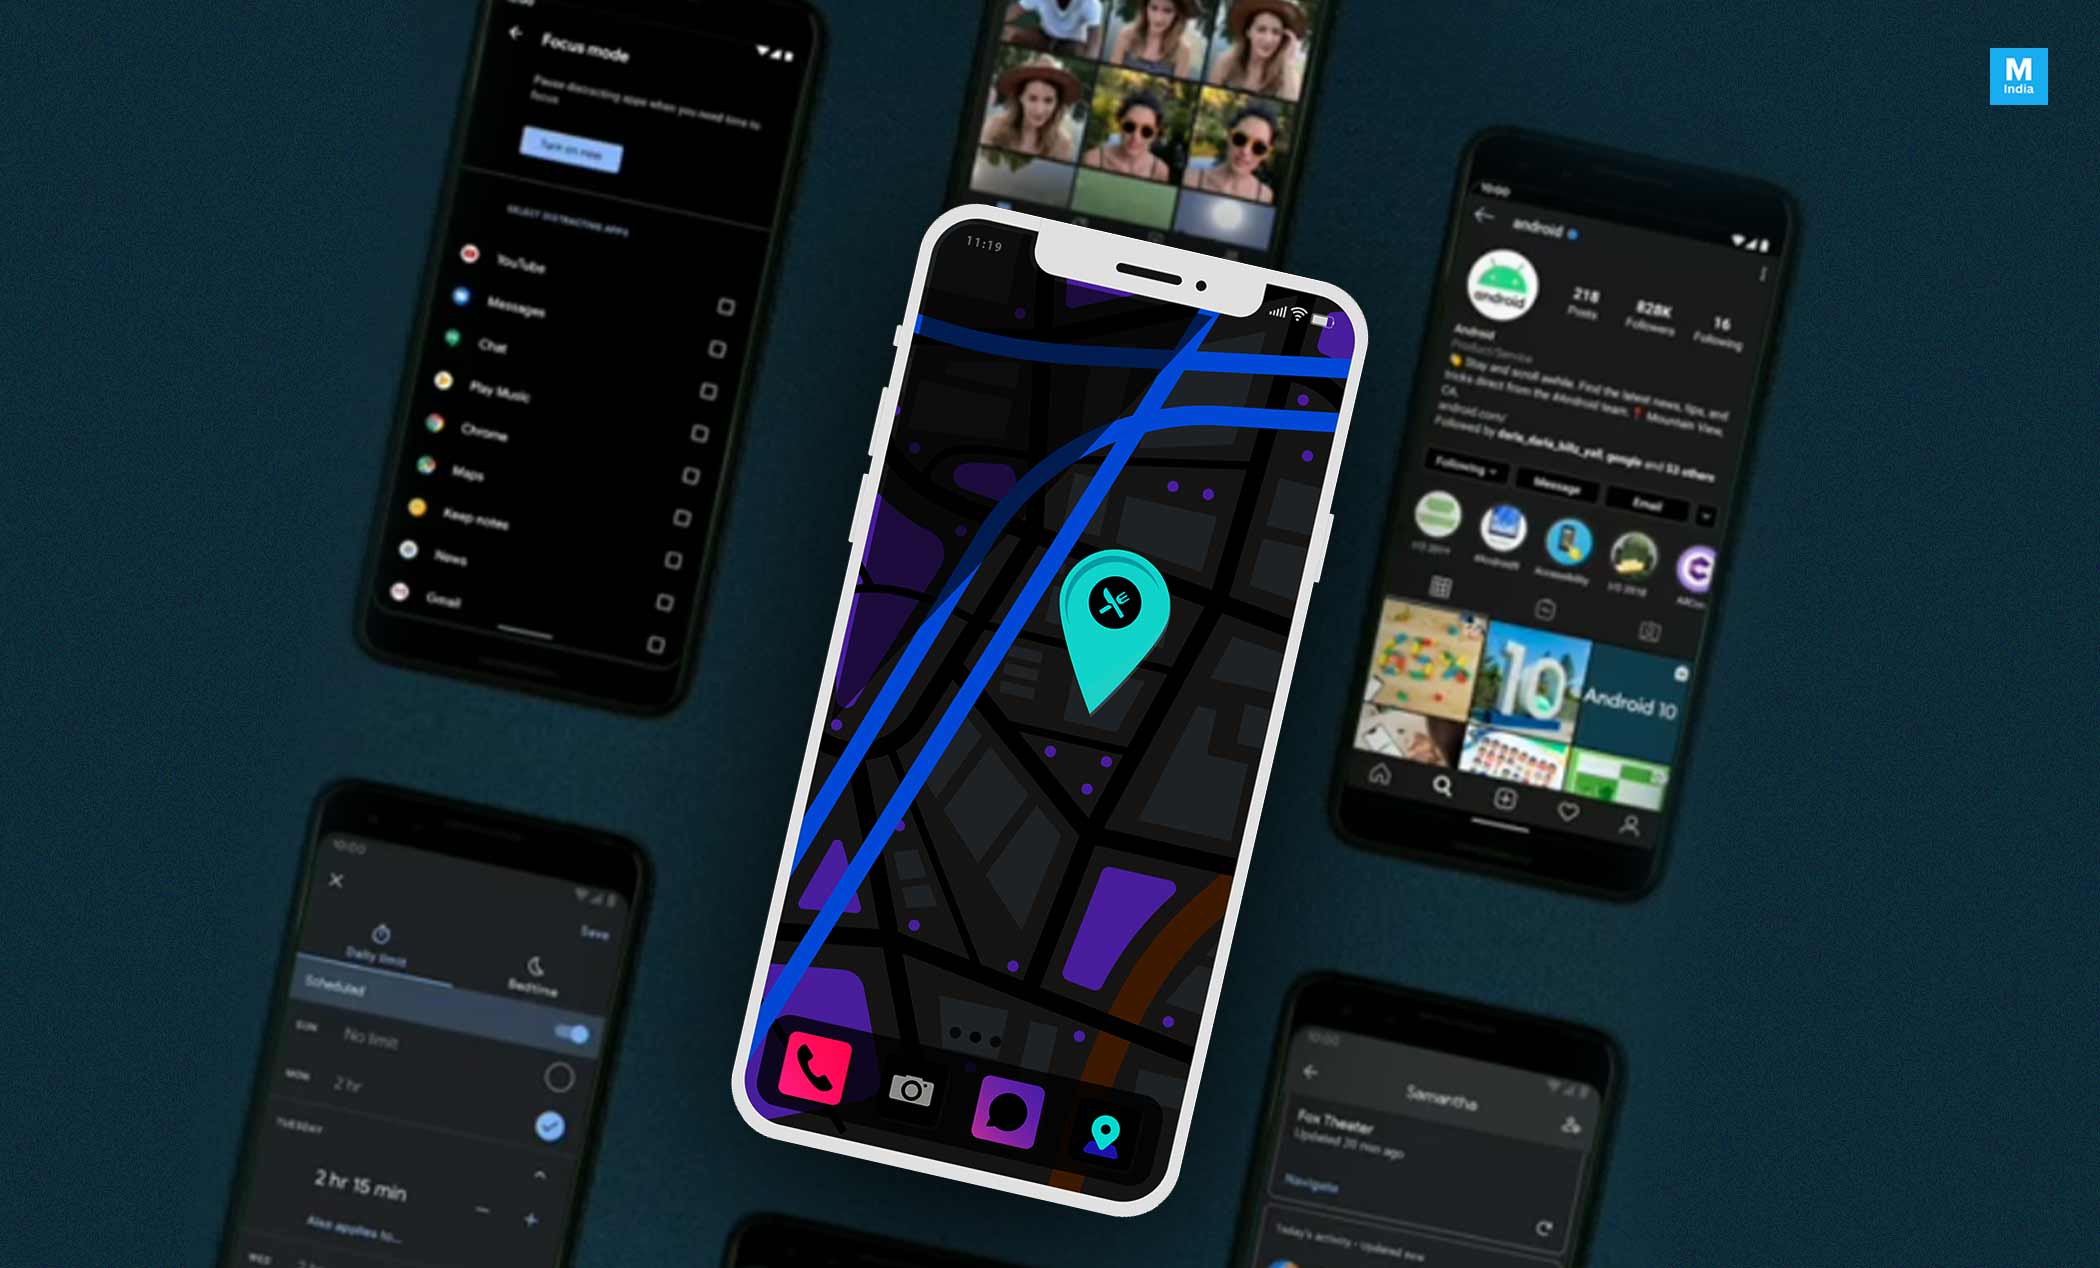 Focus mode
Pause distracting apps when you need time to
focus
Turn on now
SELECT DISTRACTING APPS
YouTube
Messages
Chat
Play Music
Chrome
Maps
Keep notes
News
Gmail
M
India
11:19
10:00
android
android
218
Posts
828K
Followers
16
Following
Android
Product/Service
Stay and scroll awhile. Find the latest news, tips, and
tricks direct from the #Android team. Mountain View,
CA.
android.com/
Followed by google and 53 others
Following
Message
Email
I/O 2019
Accessibility
I/O 2018
10
Android 10
10:00
Save
Daily limit
Bedtime
Scheduled
SUN
No limit
MON
2 hr
TUESDAY
2 hr 15 min
Also applies to...
WED
10:00
Samantha
Fox Theater
Updated 20 min ago
Navigate
Today's activity - Updated now